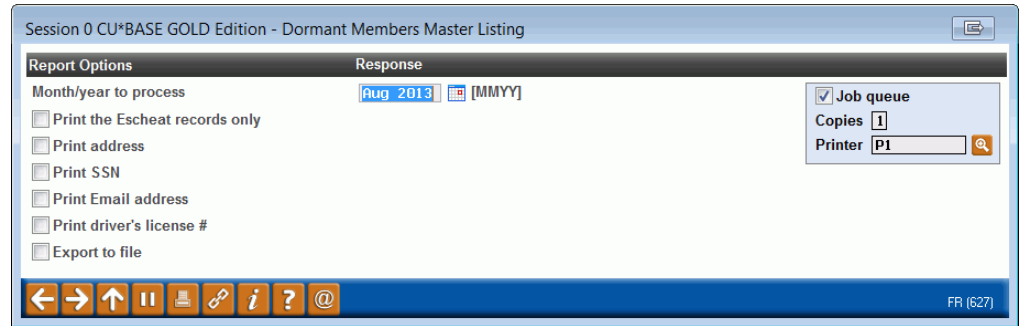 Session 0 CU*BASE GOLD Edition - Dormant Members Master Listing
Report Options Response
Month/year to process Aug 2013 [MMYY]
Job queue
Print the Escheat records only
Copies 1
Print address
Printer P1
Print SSN
Print Email address
Print driver's license #
Export to file
i ? @
FR (627)